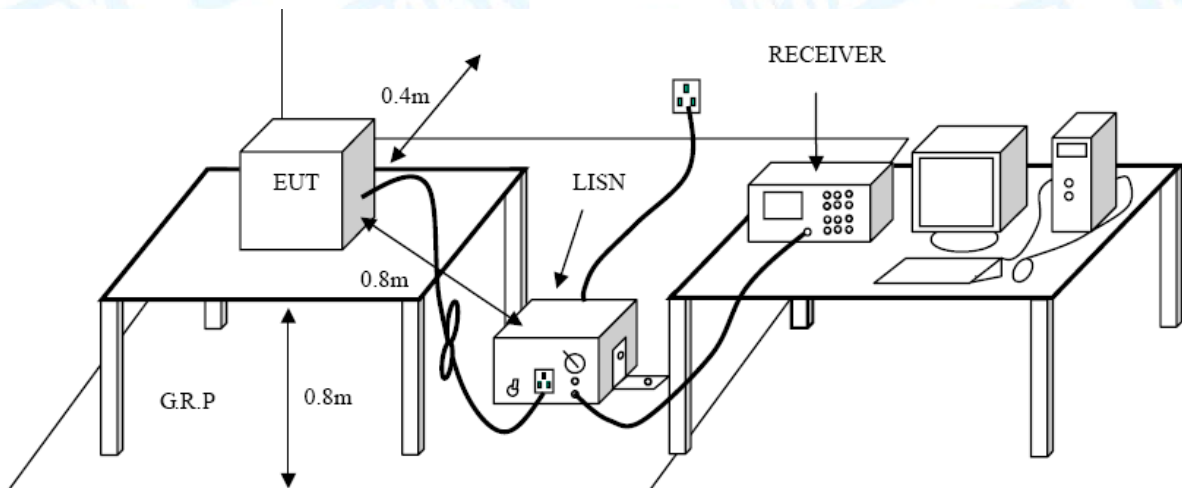 RECEIVER
0.4m
EUT
LISN
0.8m
G.R.P
0.8m